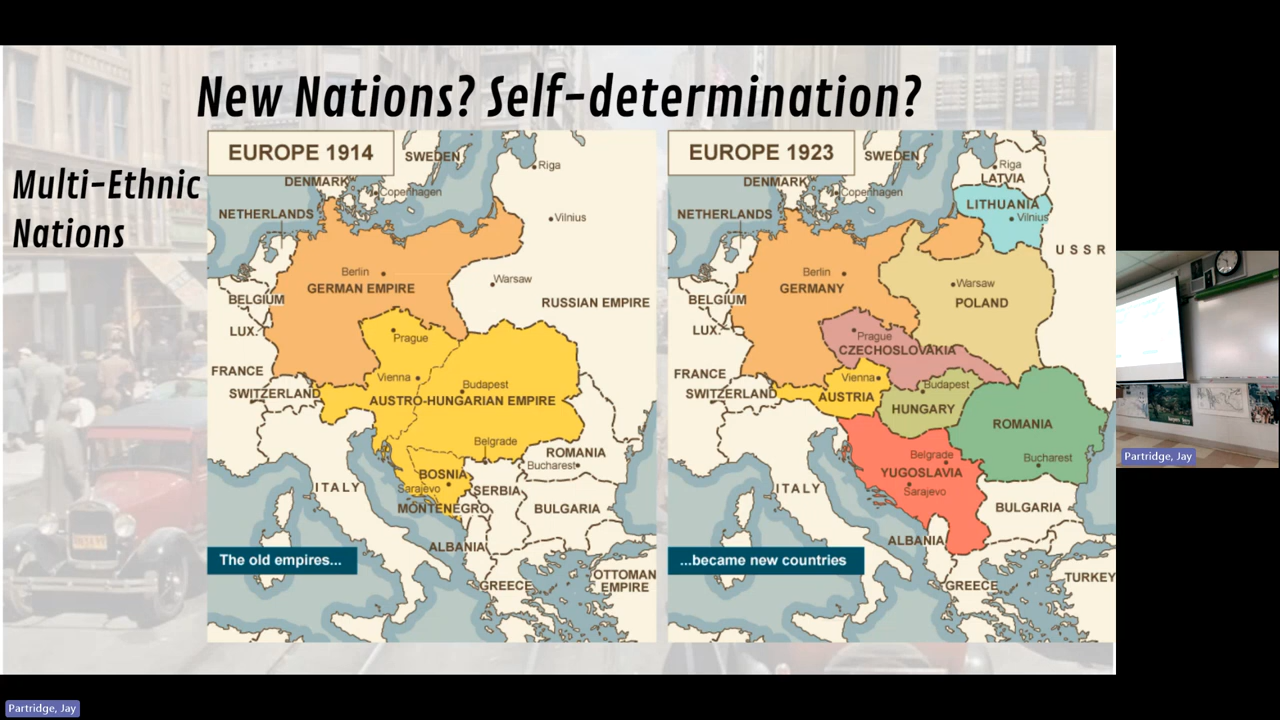 New Nations? Self-determination?
Multi-Ethnic
Nations
EUROPE 1914
SWEDEN
Riga
DENMARK
Copenhagen
NETHERLANDS
Vilnius
Berlin
GERMAN EMPIRE
Warsaw
RUSSIAN EMPIRE
BELGIUM
LUX.
Prague
FRANCE
SWITZERLAND
Vienna
Budapest
AUSTRO-HUNGARIAN EMPIRE
Belgrade
ROMANIA
Bucharest
BOSNIA
Sarajevo
SERBIA
ITALY
MONTENEGRO
BULGARIA
ALBANIA
The old empires...
GREECE
OTTOMAN
EMPIRE
EUROPE 1923
SWEDEN
Riga
LATVIA
DENMARK
Copenhagen
LITHUANIA
NETHERLANDS
Vilnius
USSR
Berlin
GERMANY
Warsaw
POLAND
BELGIUM
LUX.
Prague
CZECHOSLOVAKIA
FRANCE
SWITZERLAND
Vienna
Budapest
AUSTRIA
HUNGARY
ROMANIA
Belgrade
Bucharest
YUGOSLAVIA
Sarajevo
ITALY
BULGARIA
ALBANIA
...became new countries
GREECE
TURKEY
Partridge, Jay
Partridge, Jay